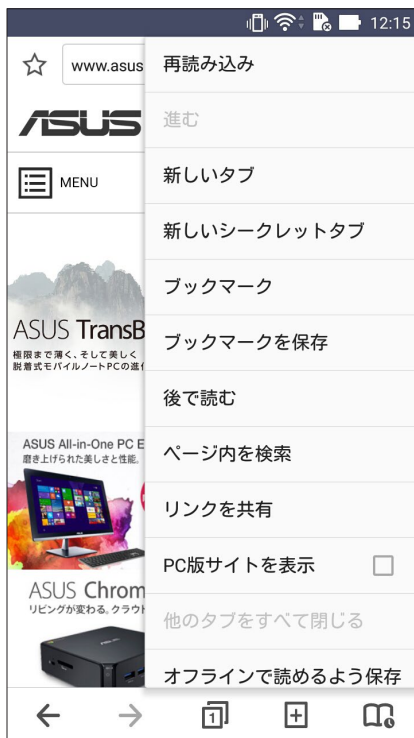 12:15
www.asus
再読み込み
ASUS
進む
MENU
新しいタブ
新しいシークレットタブ
ブックマーク
ASUS TransB
極限まで薄く、そして美しく
脱着式モバイルノートPCの進化
ブックマークを保存
後で読む
ASUS All-in-One PC E
磨き上げられた美しさと性能。
ページ内を検索
リンクを共有
PC版サイトを表示
ASUS Chrom
リビングが変わる。クラウド
他のタブをすべて閉じる
オフラインで読めるよう保存
1